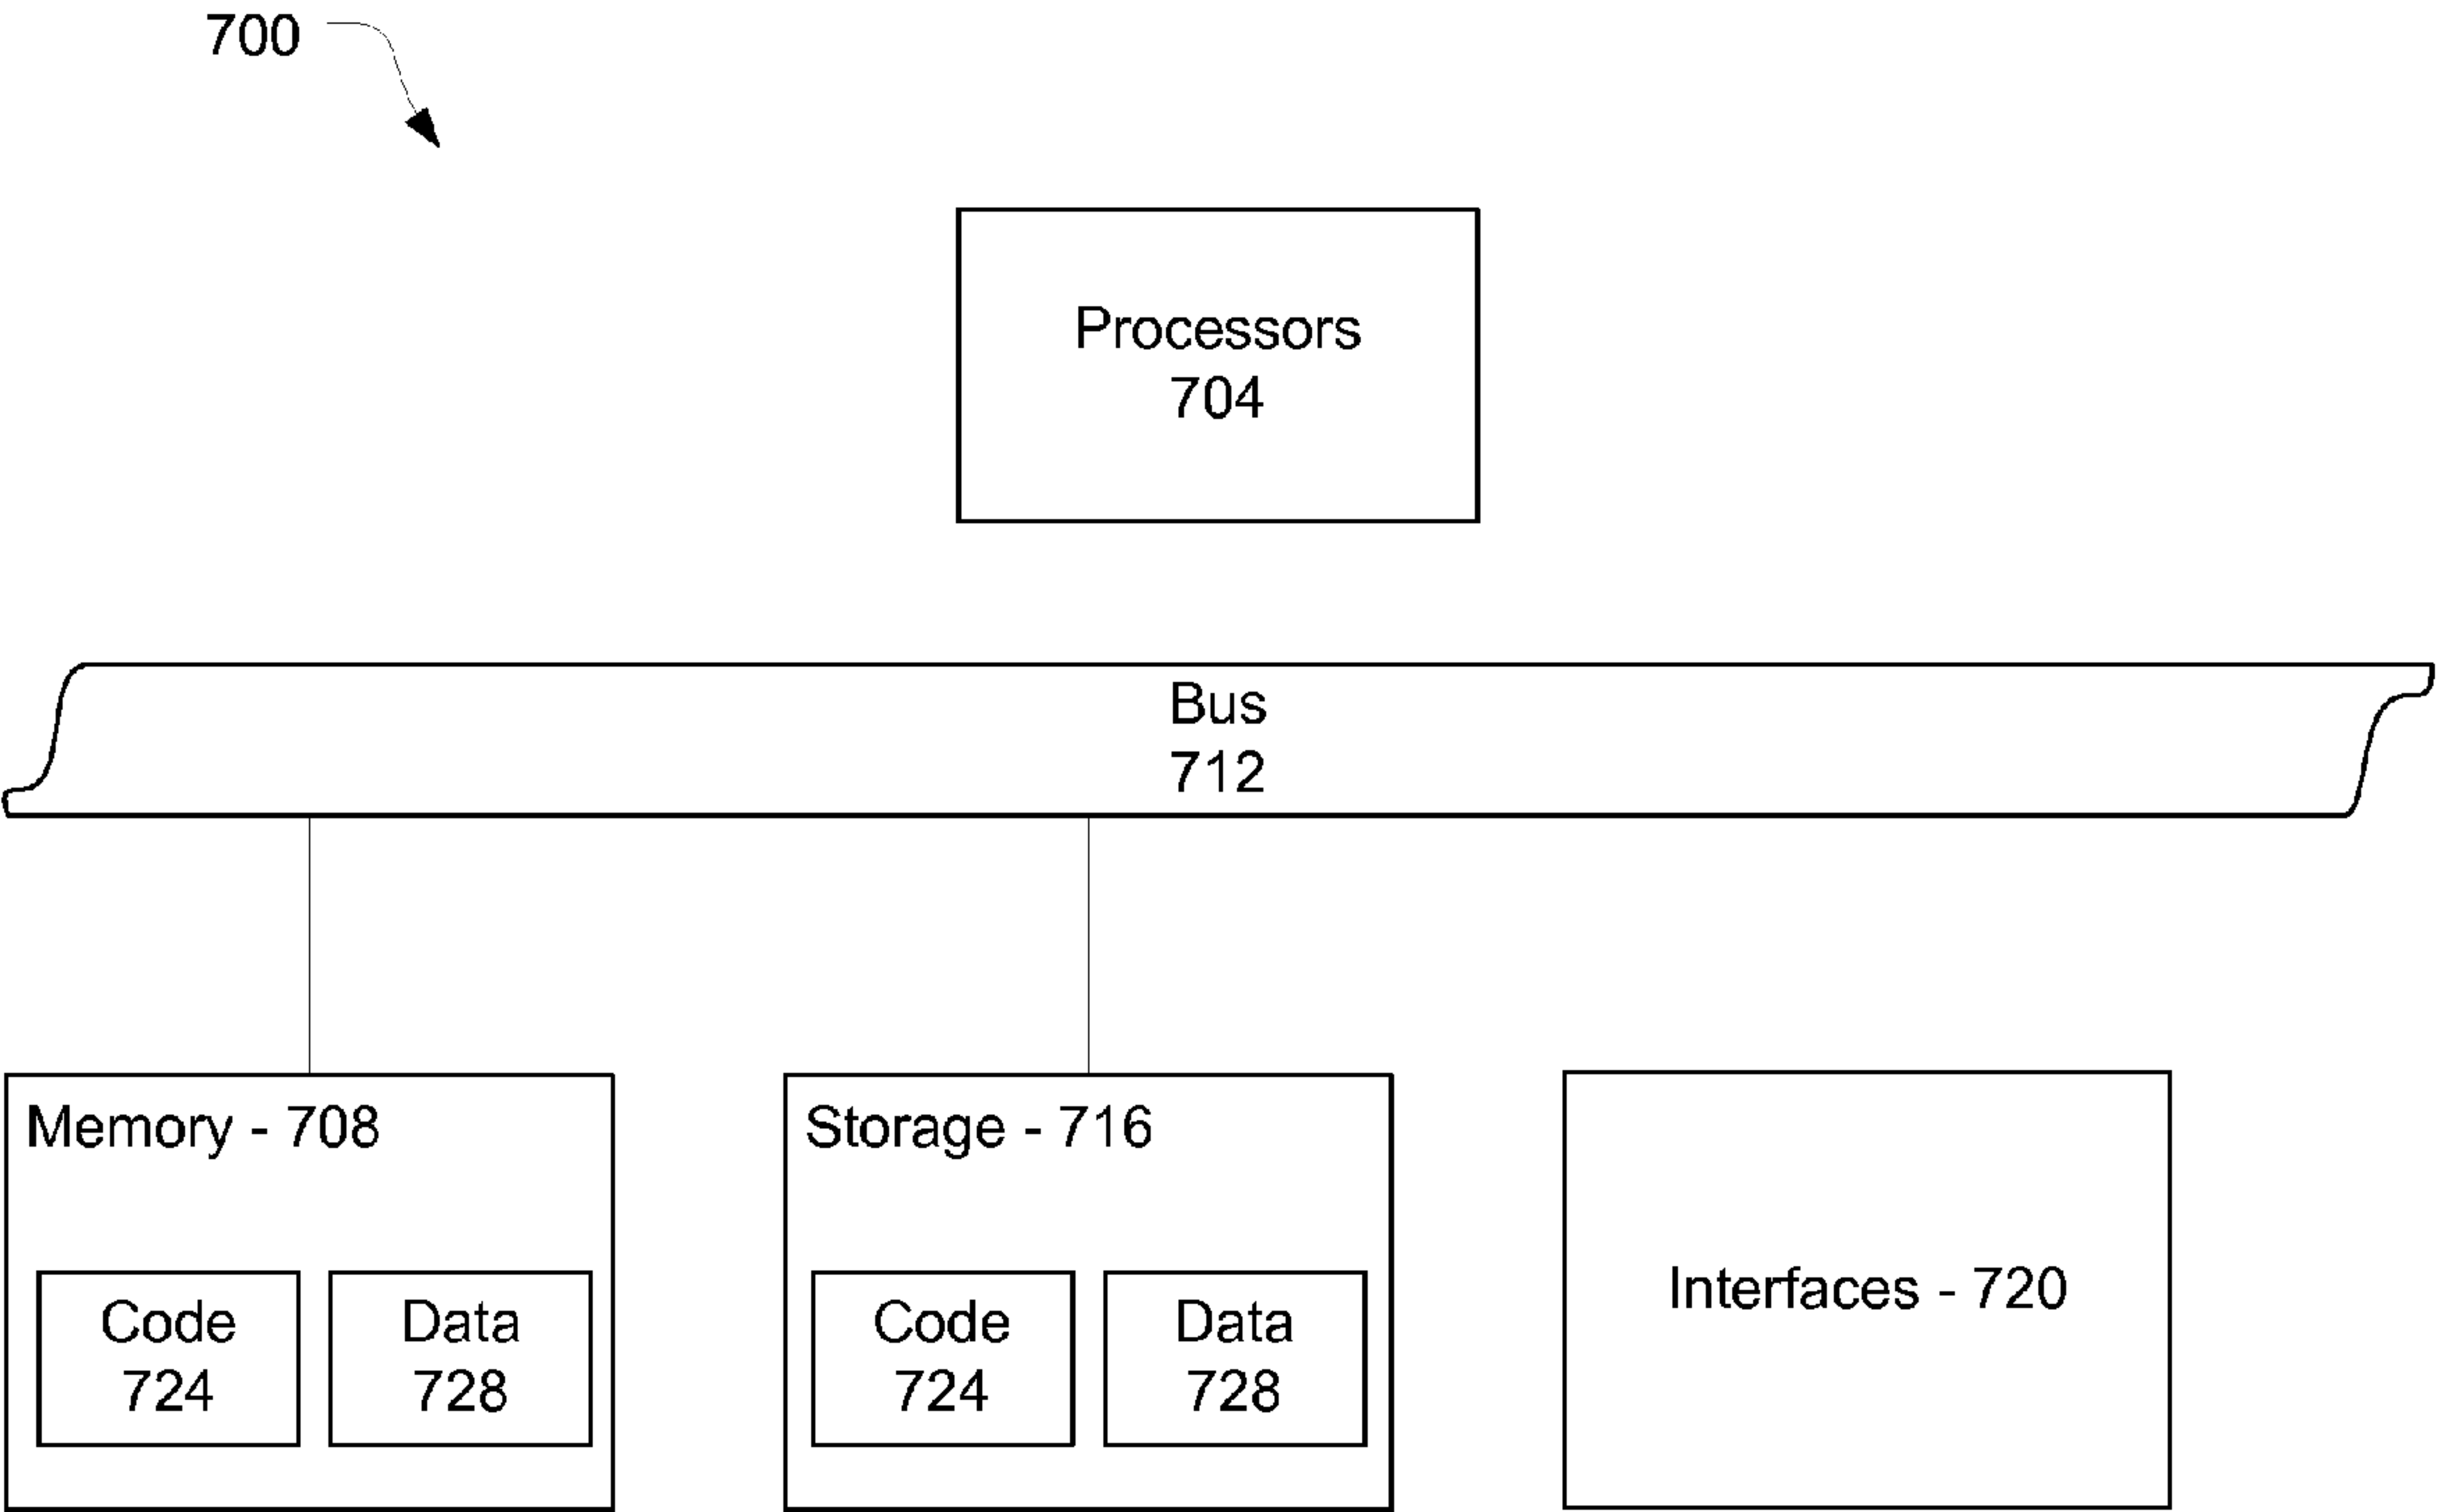 700
Processors
704
Bus
712
Memory - 708
Code
724
Data
728
Storage - 716
Code
724
Data
728
Interfaces - 720